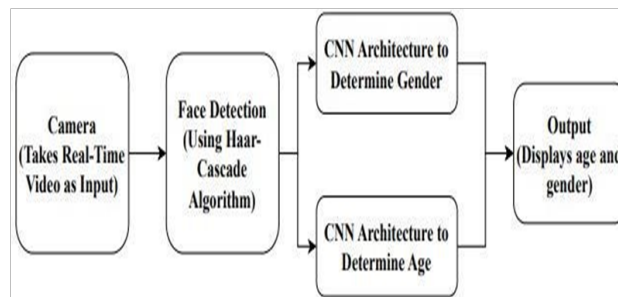 Camera
(Takes Real-Time
Video as Input)
Face Detection
(Using Haar-
Cascade
Algorithm)
CNN Architecture to
Determine Gender
CNN Architecture to
Determine Age
Output
(Displays age and
gender)